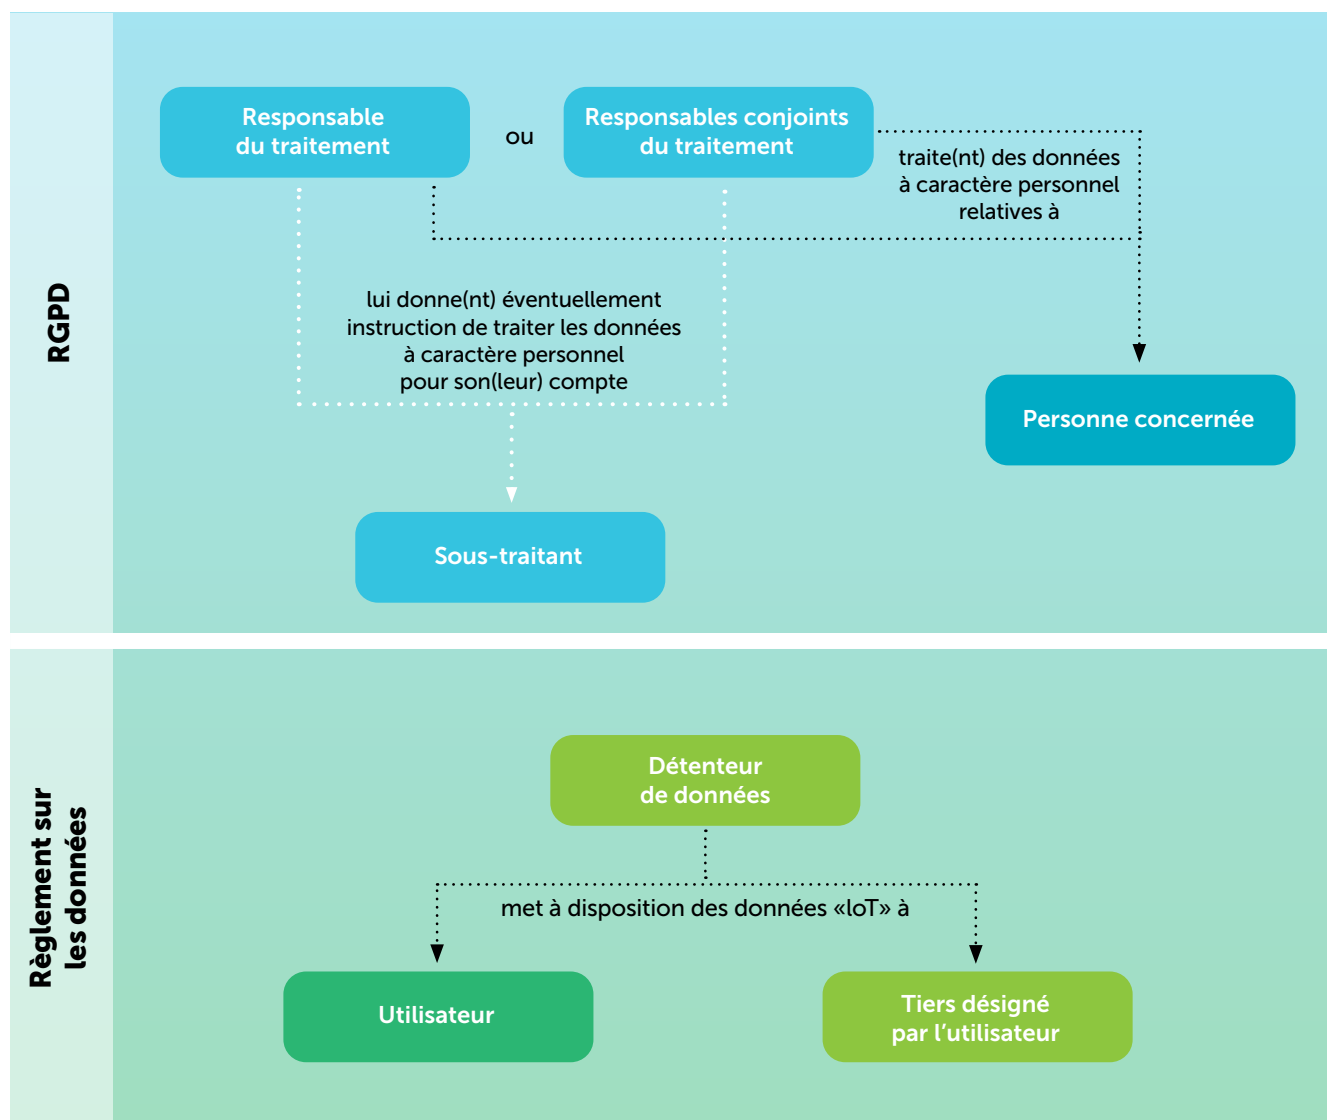 RGPD
Responsable
du traitement
ou
Responsables conjoints
du traitement
traite(nt) des données
à caractère personnel
relatives à
lui donne(nt) éventuellement
instruction de traiter les données
à caractère personnel
pour son(leur) compte
Personne concernée
Sous-traitant
Règlement sur
les données
Détenteur
de données
met à disposition des données «IoT» à
Utilisateur
Tiers désigné
par l’utilisateur